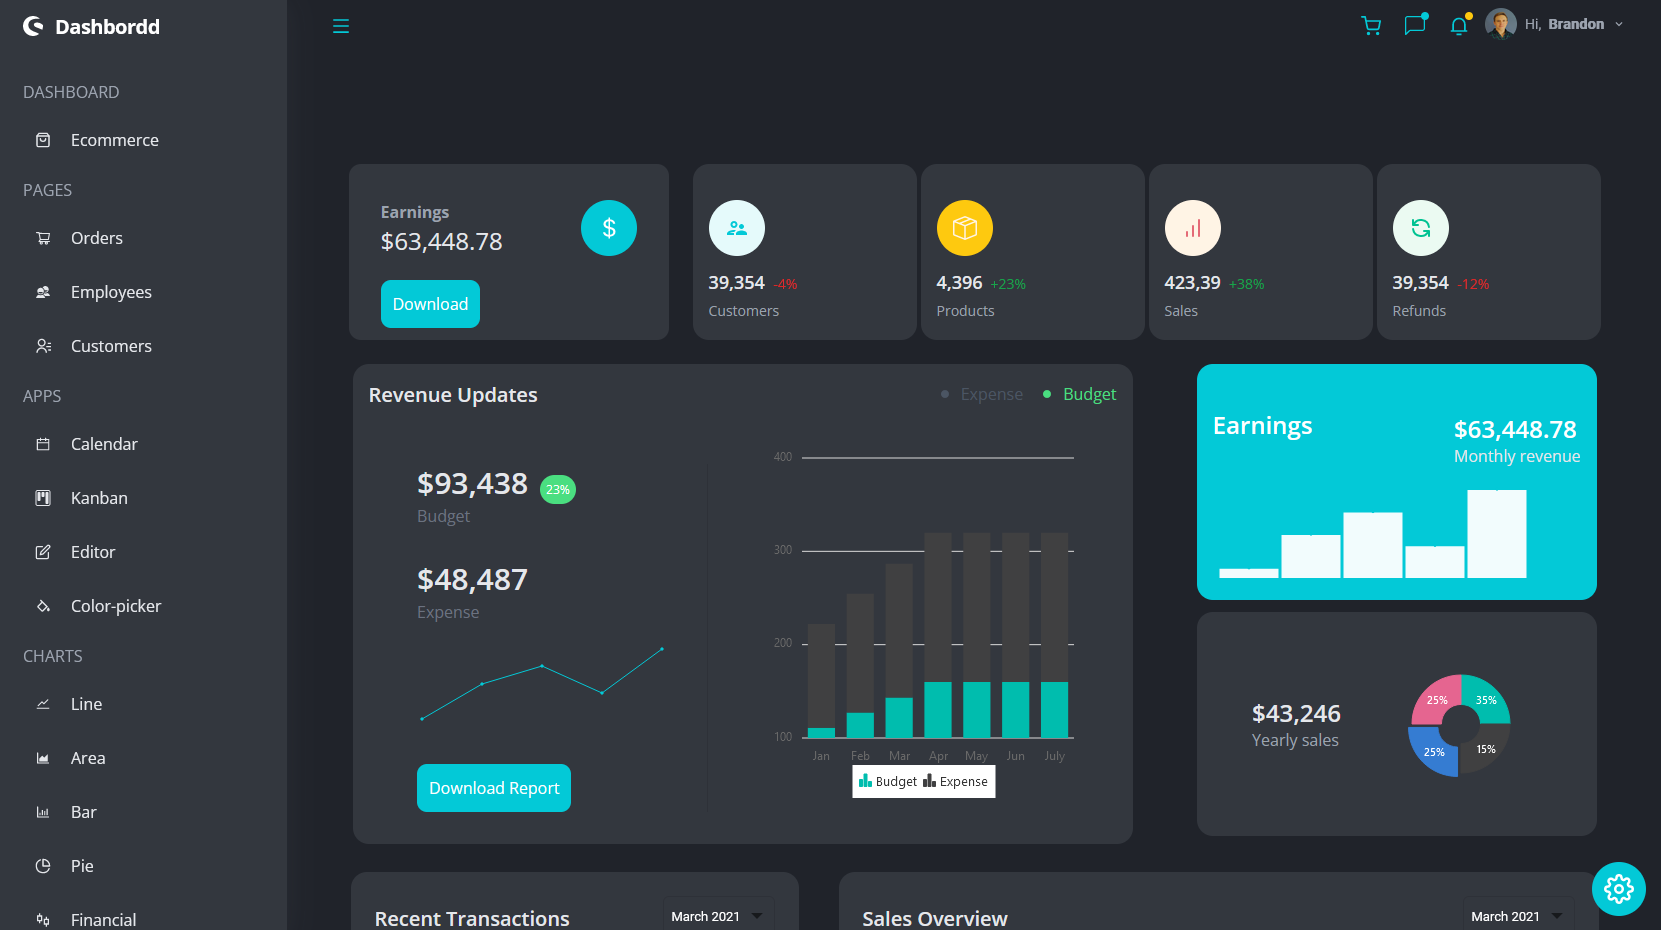 Dashbordd
Hi, Brandon
DASHBOARD
Ecommerce
PAGES
Orders
Employees
Customers
APPS
Calendar
Kanban
Editor
Color-picker
CHARTS
Line
Area
Bar
Pie
Financial
Earnings
$63,448.78
$
Download
39,354 -4%
Customers
4,396 +23%
Products
423,39 +38%
Sales
39,354 -12%
Refunds
Revenue Updates
Expense Budget
$93,438 23%
Budget
$48,487
Expense
Download Report
400
300
200
100
Jan Feb Mar Apr May Jun July
Budget Expense
Earnings
$63,448.78
Monthly revenue
$43,246
Yearly sales
25% 35%
25% 15%
Recent Transactions March 2021
Sales Overview March 2021